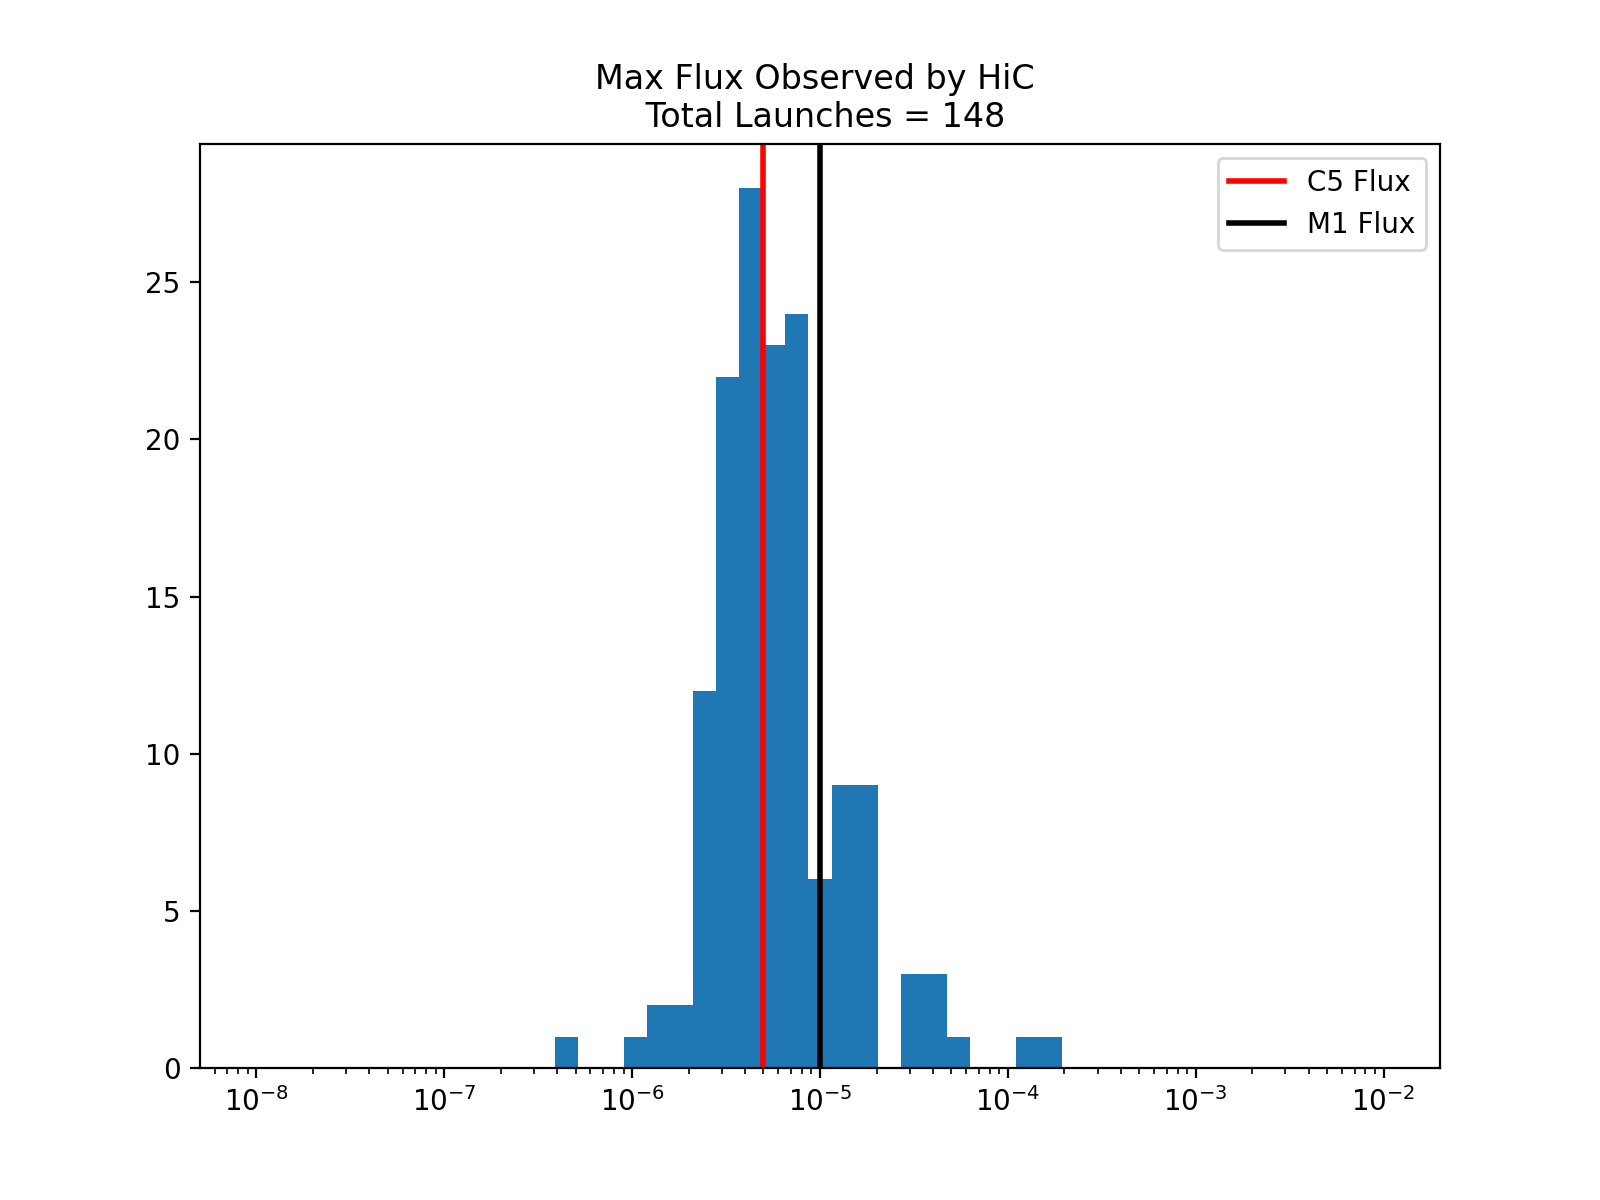 Max Flux Observed by HiC
Total Launches = 148
C5 Flux
M1 Flux
25
20
15
10
5
0
10⁻⁸ 10⁻⁷ 10⁻⁶ 10⁻⁵ 10⁻⁴ 10⁻³ 10⁻²